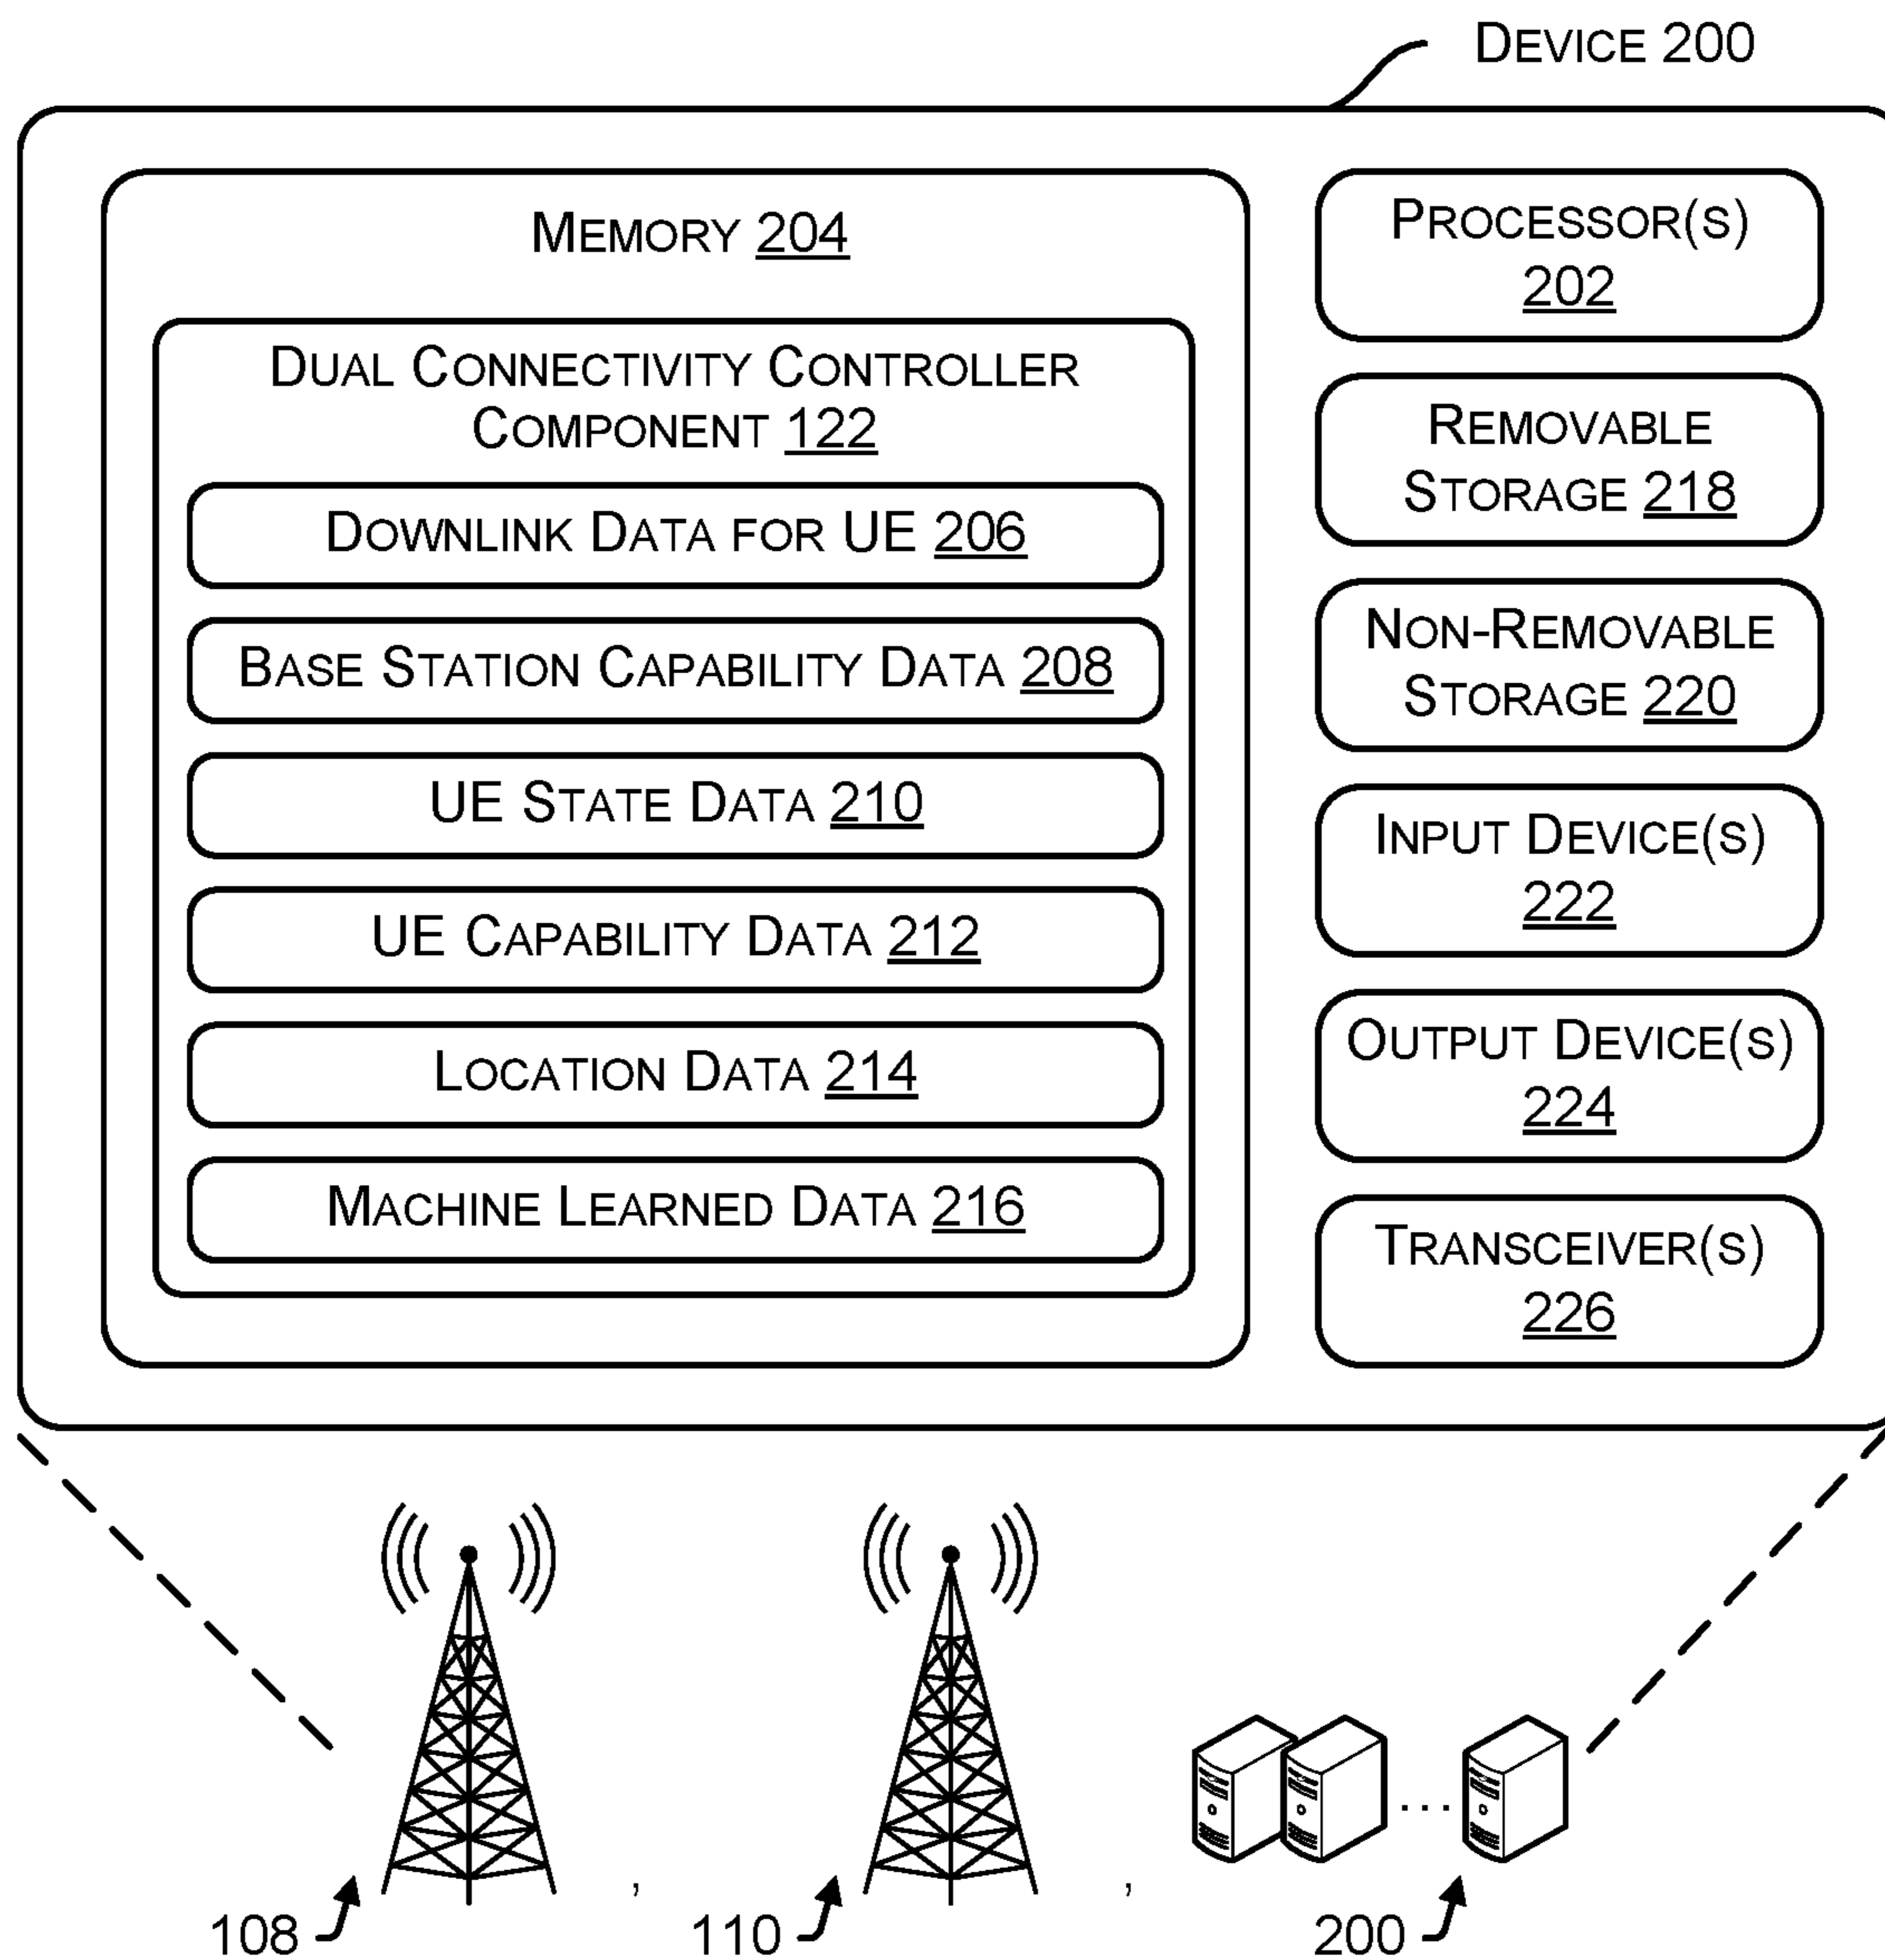 DEVICE 200
MEMORY 204
DUAL CONNECTIVITY CONTROLLER
COMPONENT 122
DOWNLINK DATA FOR UE 206
BASE STATION CAPABILITY DATA 208
UE STATE DATA 210
UE CAPABILITY DATA 212
LOCATION DATA 214
MACHINE LEARNED DATA 216
PROCESSOR(S)
202
REMOVABLE
STORAGE 218
NON-REMOVABLE
STORAGE 220
INPUT DEVICE(S)
222
OUTPUT DEVICE(S)
224
TRANSCEIVER(S)
226
, , ...
108 110 200